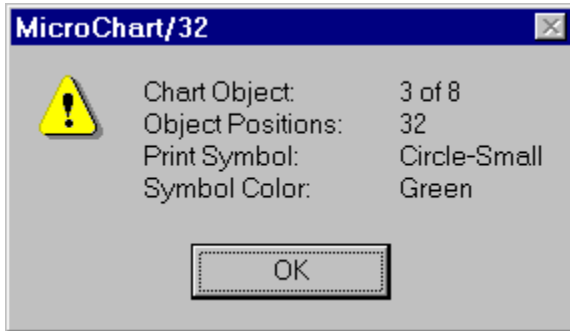 MicroChart/32
Chart Object: 3 of 8
Object Positions: 32
Print Symbol: Circle-Small
Symbol Color: Green
OK